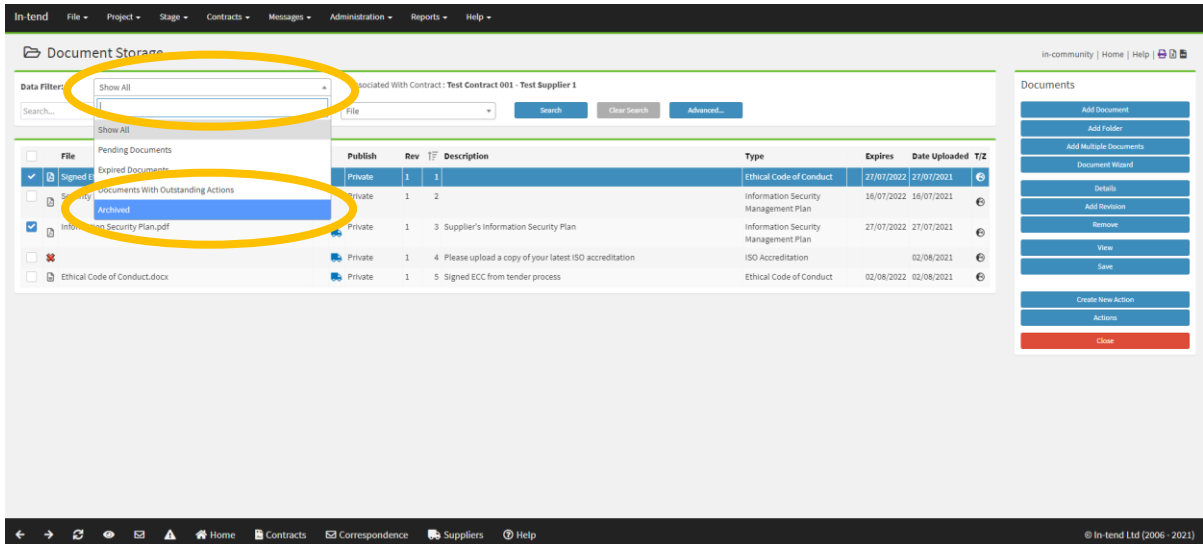 In-tend File Project Stage Contracts Messages Administration Reports Help
Document Storage
in-community | Home | Help |
Data Filter: Show All
Associated With Contract : Test Contract 001 - Test Supplier 1
Search... File Search Clear Search Advanced...
Show All
Pending Documents
Expired Documents
Documents With Outstanding Actions
Archived
File Publish Rev Description Type Expires Date Uploaded T/Z
Signed Private 1 1 Ethical Code of Conduct 27/07/2022 27/07/2021
Security Private 1 2 Information Security Management Plan 16/07/2022 16/07/2021
Information Security Plan.pdf Private 1 3 Supplier's Information Security Plan Information Security Management Plan 27/07/2022 27/07/2021
Private 1 4 Please upload a copy of your latest ISO accreditation ISO Accreditation 02/08/2021
Ethical Code of Conduct.docx Private 1 5 Signed ECC from tender process Ethical Code of Conduct 02/08/2022 02/08/2021
Documents
Add Document
Add Folder
Add Multiple Documents
Document Wizard
Details
Add Revision
Remove
View
Save
Create New Action
Actions
Close
Home Contracts Correspondence Suppliers Help
© In-tend Ltd (2006 - 2021)